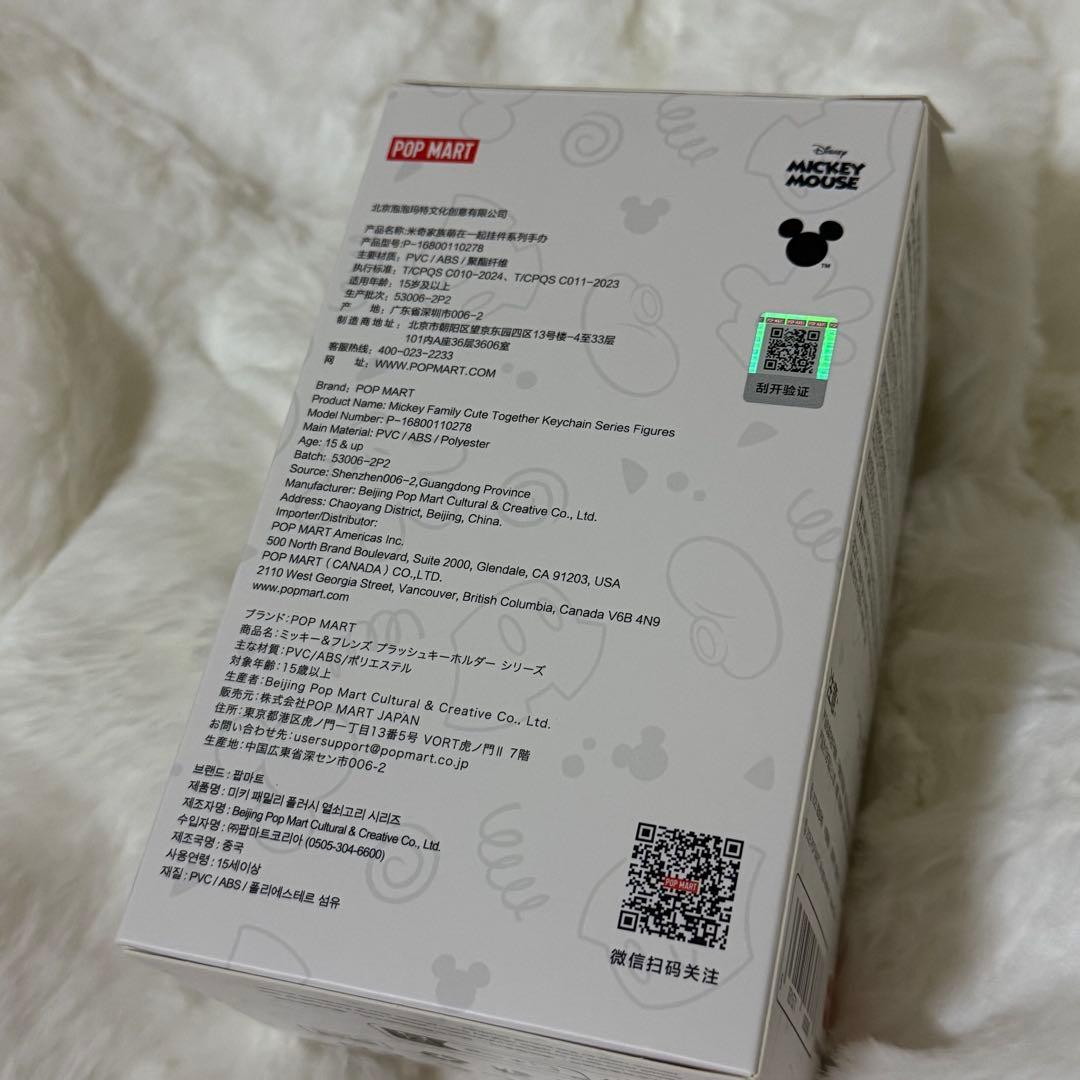 POP MART
Disney
MICKEY
MOUSE
TM
北京泡泡玛特文化创意有限公司
产品名称:米奇家族萌在一起挂件系列手办
产品型号:P-16800110278
主要材质: PVC / ABS / 聚酯纤维
执行标准: T/CPQS C010-2024、T/CPQS C011-2023
适用年龄: 15岁及以上
生产批次: 53006-2P2
产 地: 广东省深圳市006-2
制造商地址: 北京市朝阳区望京东园四区13号楼-4至33层
101内A座36层3606室
客服热线: 400-023-2233
网 址: WWW.POPMART.COM
刮开验证
Brand: POP MART
Product Name: Mickey Family Cute Together Keychain Series Figures
Model Number: P-16800110278
Main Material: PVC / ABS / Polyester
Age: 15 & up
Batch: 53006-2P2
Source: Shenzhen006-2,Guangdong Province
Manufacturer: Beijing Pop Mart Cultural & Creative Co., Ltd.
Address: Chaoyang District, Beijing, China.
Importer/Distributor:
POP MART Americas Inc.
500 North Brand Boulevard, Suite 2000, Glendale, CA 91203, USA
POP MART ( CANADA ) CO.,LTD.
2110 West Georgia Street, Vancouver, British Columbia, Canada V6B 4N9
www.popmart.com
ブランド:POP MART
商品名:ミッキー&フレンズ プラッシュキーホルダー シリーズ
主な材質:PVC/ABS/ポリエステル
対象年齢:15歳以上
生産者:Beijing Pop Mart Cultural & Creative Co., Ltd.
販売元:株式会社POP MART JAPAN
住所:東京都港区虎ノ門一丁目13番5号 VORT虎ノ門Ⅱ 7階
お問い合わせ先:usersupport@popmart.co.jp
生産地:中国広東省深セン市006-2
브랜드 : 팝마트
제품명 : 미키 패밀리 플러시 열쇠고리 시리즈
제조자명 : Beijing Pop Mart Cultural & Creative Co., Ltd.
수입자명 : ㈜팝마트코리아 (0505-304-6600)
제조국명 : 중국
사용연령 : 15세이상
재질 : PVC / ABS / 폴리에스테르 섬유
POP MART
微信扫码关注